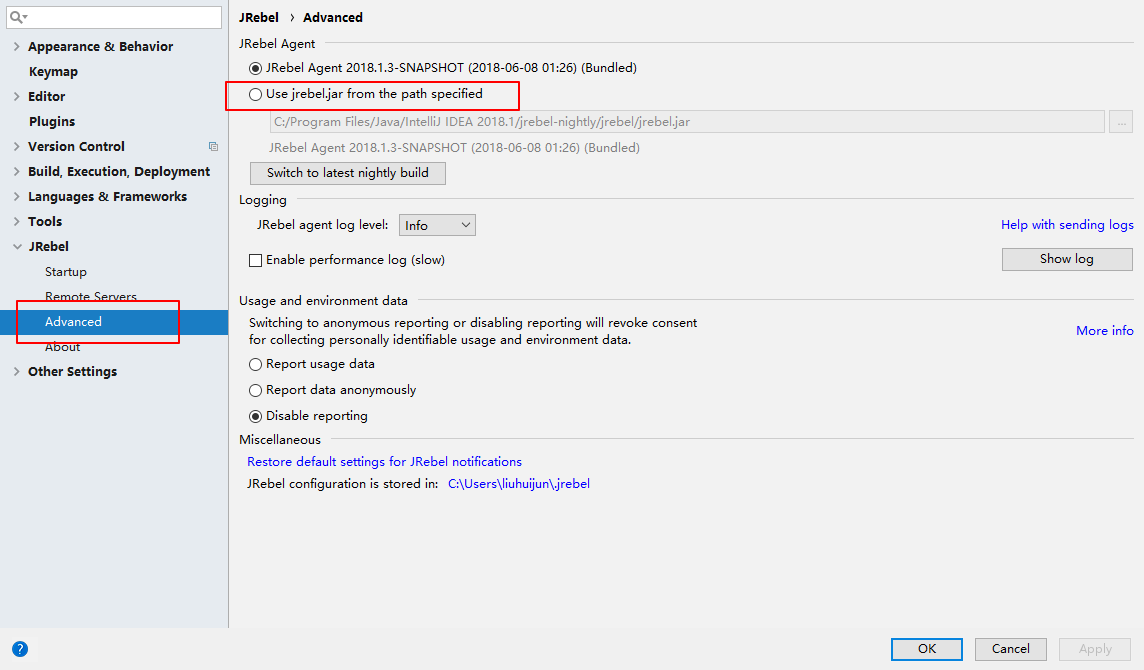 Appearance & Behavior
Keymap
Editor
Plugins
Version Control
Build, Execution, Deployment
Languages & Frameworks
Tools
JRebel
Startup
Remote Servers
Advanced
About
Other Settings
JRebel › Advanced
JRebel Agent
JRebel Agent 2018.1.3-SNAPSHOT (2018-06-08 01:26) (Bundled)
Use jrebel.jar from the path specified
C:/Program Files/Java/IntelliJ IDEA 2018.1/jrebel-nightly/jrebel/jrebel.jar ...
JRebel Agent 2018.1.3-SNAPSHOT (2018-06-08 01:26) (Bundled)
Switch to latest nightly build
Logging
JRebel agent log level: Info Help with sending logs
Enable performance log (slow) Show log
Usage and environment data
Switching to anonymous reporting or disabling reporting will revoke consent
for collecting personally identifiable usage and environment data.
More info
Report usage data
Report data anonymously
Disable reporting
Miscellaneous
Restore default settings for JRebel notifications
JRebel configuration is stored in: C:\Users\liuhuijun\.jrebel
? OK Cancel Apply